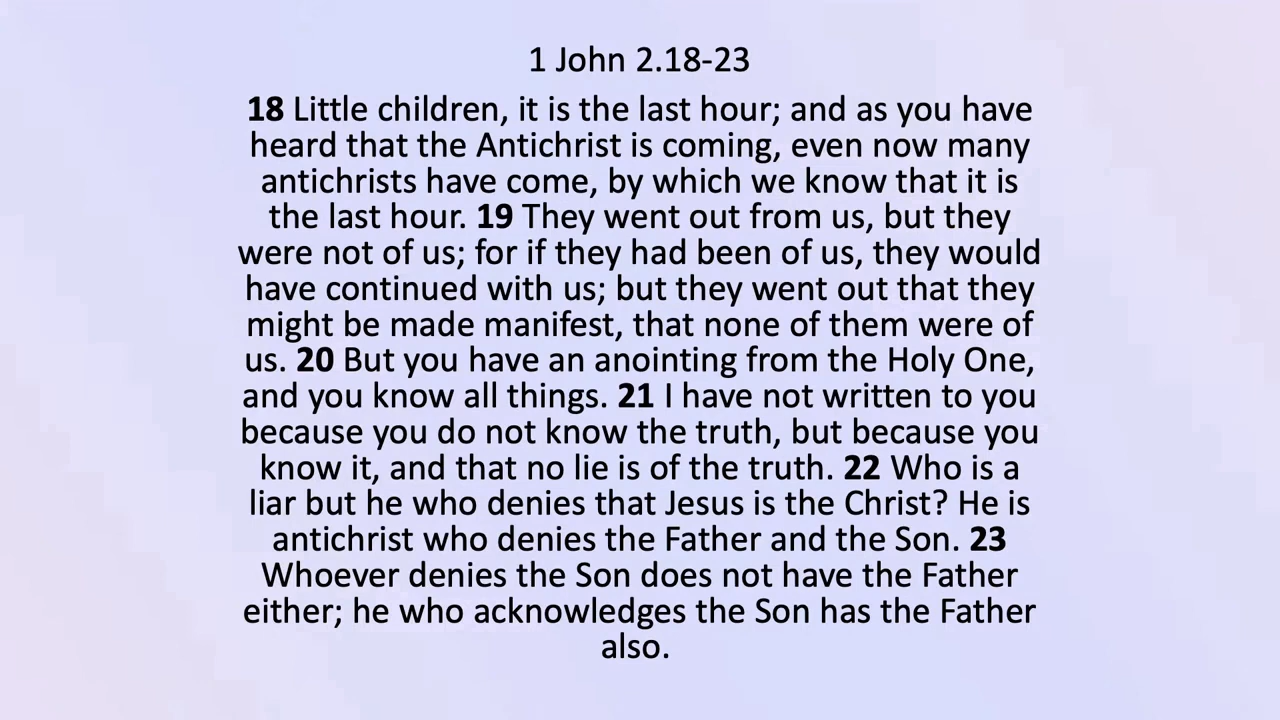 1 John 2.18-23
18 Little children, it is the last hour; and as you have
heard that the Antichrist is coming, even now many
antichrists have come, by which we know that it is
the last hour. 19 They went out from us, but they
were not of us; for if they had been of us, they would
have continued with us; but they went out that they
might be made manifest, that none of them were of
us. 20 But you have an anointing from the Holy One,
and you know all things. 21 I have not written to you
because you do not know the truth, but because you
know it, and that no lie is of the truth. 22 Who is a
liar but he who denies that Jesus is the Christ? He is
antichrist who denies the Father and the Son. 23
Whoever denies the Son does not have the Father
either; he who acknowledges the Son has the Father
also.